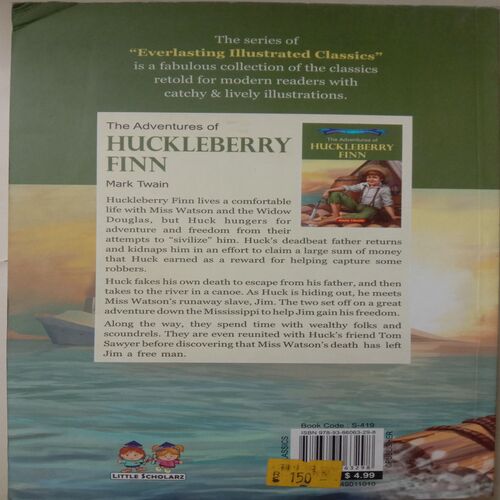 The series of
“Everlasting Illustrated Classics”
is a fabulous collection of the classics
retold for modern readers with
catchy & lively illustrations.
The Adventures of
HUCKLEBERRY
FINN
Mark Twain
The Adventures of
HUCKLEBERRY
FINN
Huckleberry Finn lives a comfortable
life with Miss Watson and the Widow
Douglas, but Huck hungers for
adventure and freedom from their
attempts to “sivilize” him. Huck’s deadbeat father returns
and kidnaps him in an effort to claim a large sum of money
that Huck earned as a reward for helping capture some
robbers.
Huck fakes his own death to escape from his father, and then
takes to the river in a canoe. As Huck is hiding out, he meets
Miss Watson’s runaway slave, Jim. The two set off on a great
adventure down the Mississippi to help Jim gain his freedom.
Along the way, they spend time with wealthy folks and
scoundrels. They are even reunited with Huck’s friend Tom
Sawyer before discovering that Miss Watson’s death has left
Jim a free man.
Book Code : S-419
ISBN 978-93-86063-29-8
150
$ 4.99
LITTLE SCHOLARZ